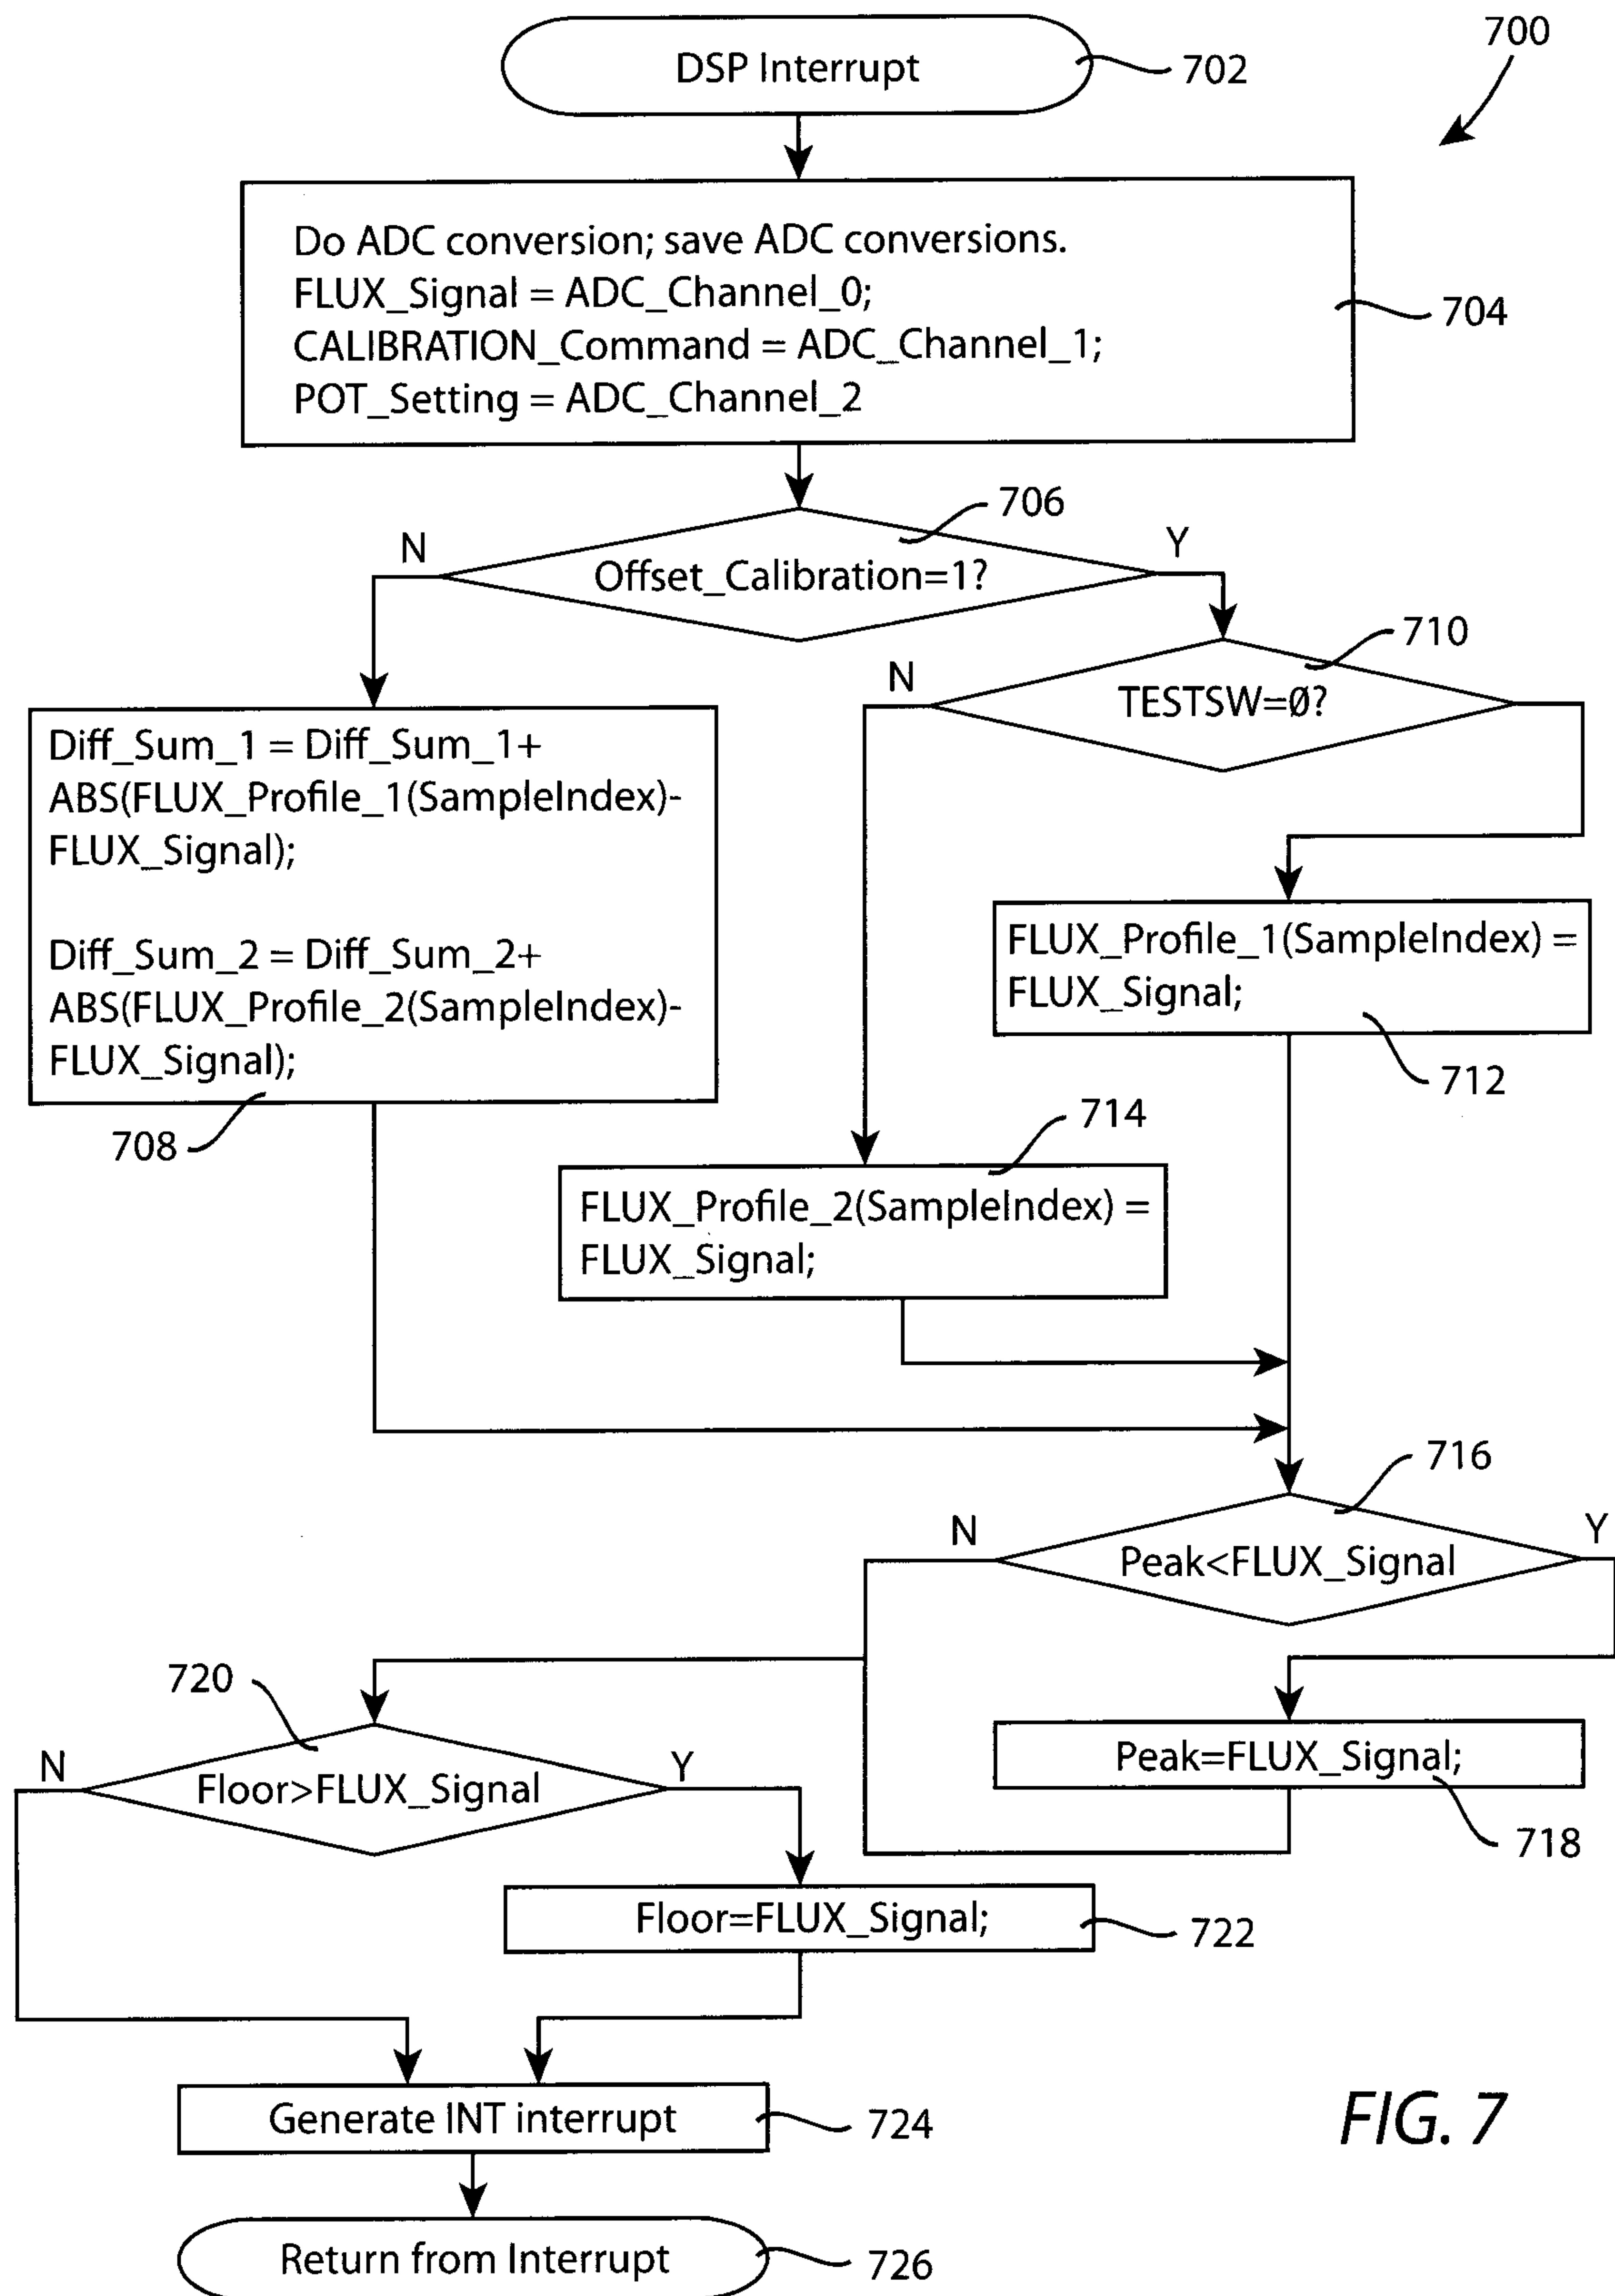 700
DSP Interrupt
702
Do ADC conversion; save ADC conversions.
FLUX_Signal = ADC_Channel_0;
CALIBRATION_Command = ADC_Channel_1;
POT_Setting = ADC_Channel_2
704
706
N
Y
Offset_Calibration=1?
710
N
TESTSW=Ø?
Diff_Sum_1 = Diff_Sum_1+
ABS(FLUX_Profile_1(SampleIndex)-
FLUX_Signal);
Diff_Sum_2 = Diff_Sum_2+
ABS(FLUX_Profile_2(SampleIndex)-
FLUX_Signal);
708
FLUX_Profile_1(SampleIndex) =
FLUX_Signal;
712
714
FLUX_Profile_2(SampleIndex) =
FLUX_Signal;
716
N
Y
Peak<FLUX_Signal
720
N
Y
Floor>FLUX_Signal
Peak=FLUX_Signal;
718
Floor=FLUX_Signal;
722
Generate INT interrupt
724
FIG. 7
Return from Interrupt
726